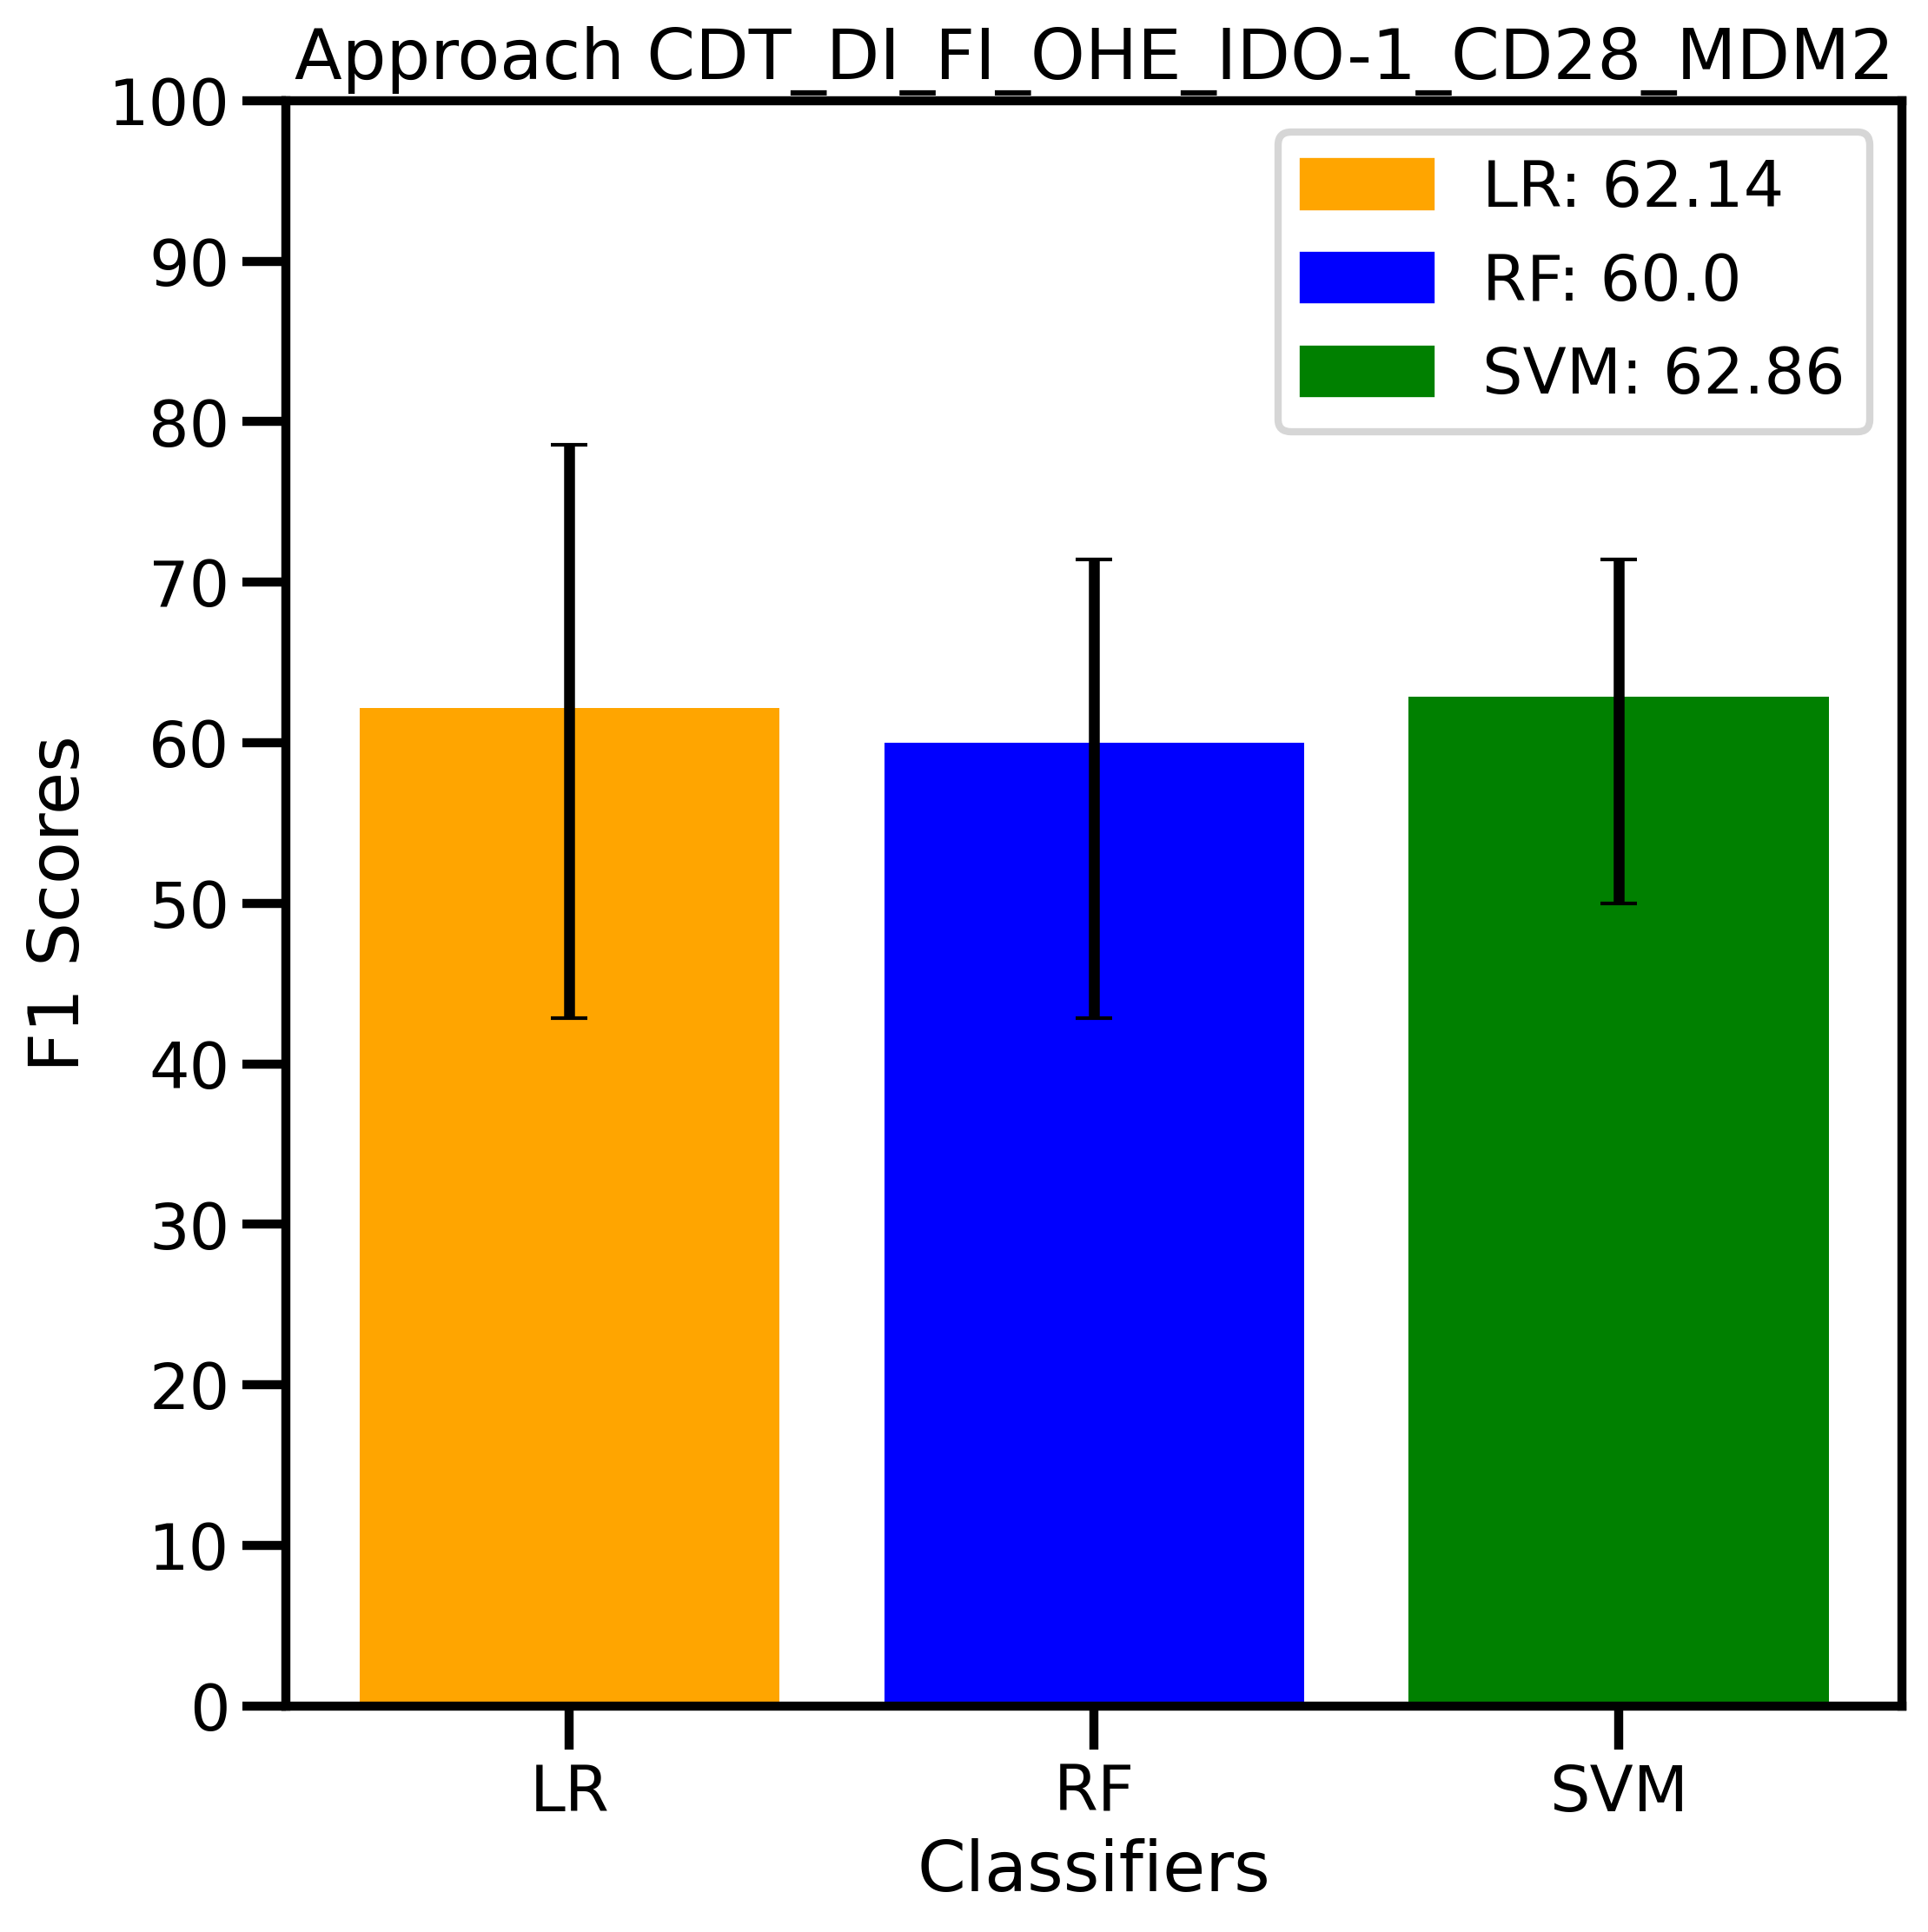 Approach CDT_DI_FI_OHE_IDO-1_CD28_MDM2
100
90
80
70
60
50
40
30
20
10
0
F1 Scores
LR: 62.14
RF: 60.0
SVM: 62.86
LR
RF
SVM
Classifiers